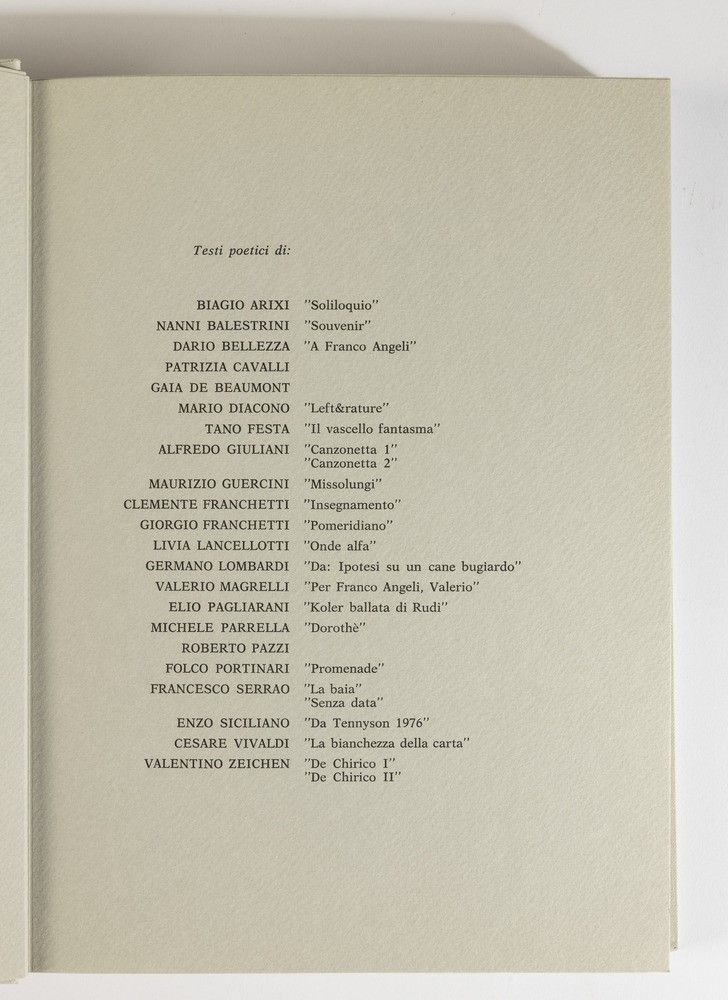 Testi poetici di:
BIAGIO ARIXI "Soliloquio"
NANNI BALESTRINI "Souvenir"
DARIO BELLEZZA "A Franco Angeli"
PATRIZIA CAVALLI
GAIA DE BEAUMONT
MARIO DIACONO "Left&rature"
TANO FESTA "Il vascello fantasma"
ALFREDO GIULIANI "Canzonetta 1"
"Canzonetta 2"
MAURIZIO GUERCINI "Missolungi"
CLEMENTE FRANCHETTI "Insegnamento"
GIORGIO FRANCHETTI "Pomeridiano"
LIVIA LANCELLOTTI "Onde alfa"
GERMANO LOMBARDI "Da: Ipotesi su un cane bugiardo"
VALERIO MAGRELLI "Per Franco Angeli, Valerio"
ELIO PAGLIARANI "Koler ballata di Rudi"
MICHELE PARRELLA "Dorothè"
ROBERTO PAZZI
FOLCO PORTINARI "Promenade"
FRANCESCO SERRAO "La baia"
"Senza data"
ENZO SICILIANO "Da Tennyson 1976"
CESARE VIVALDI "La bianchezza della carta"
VALENTINO ZEICHEN "De Chirico I"
"De Chirico II"